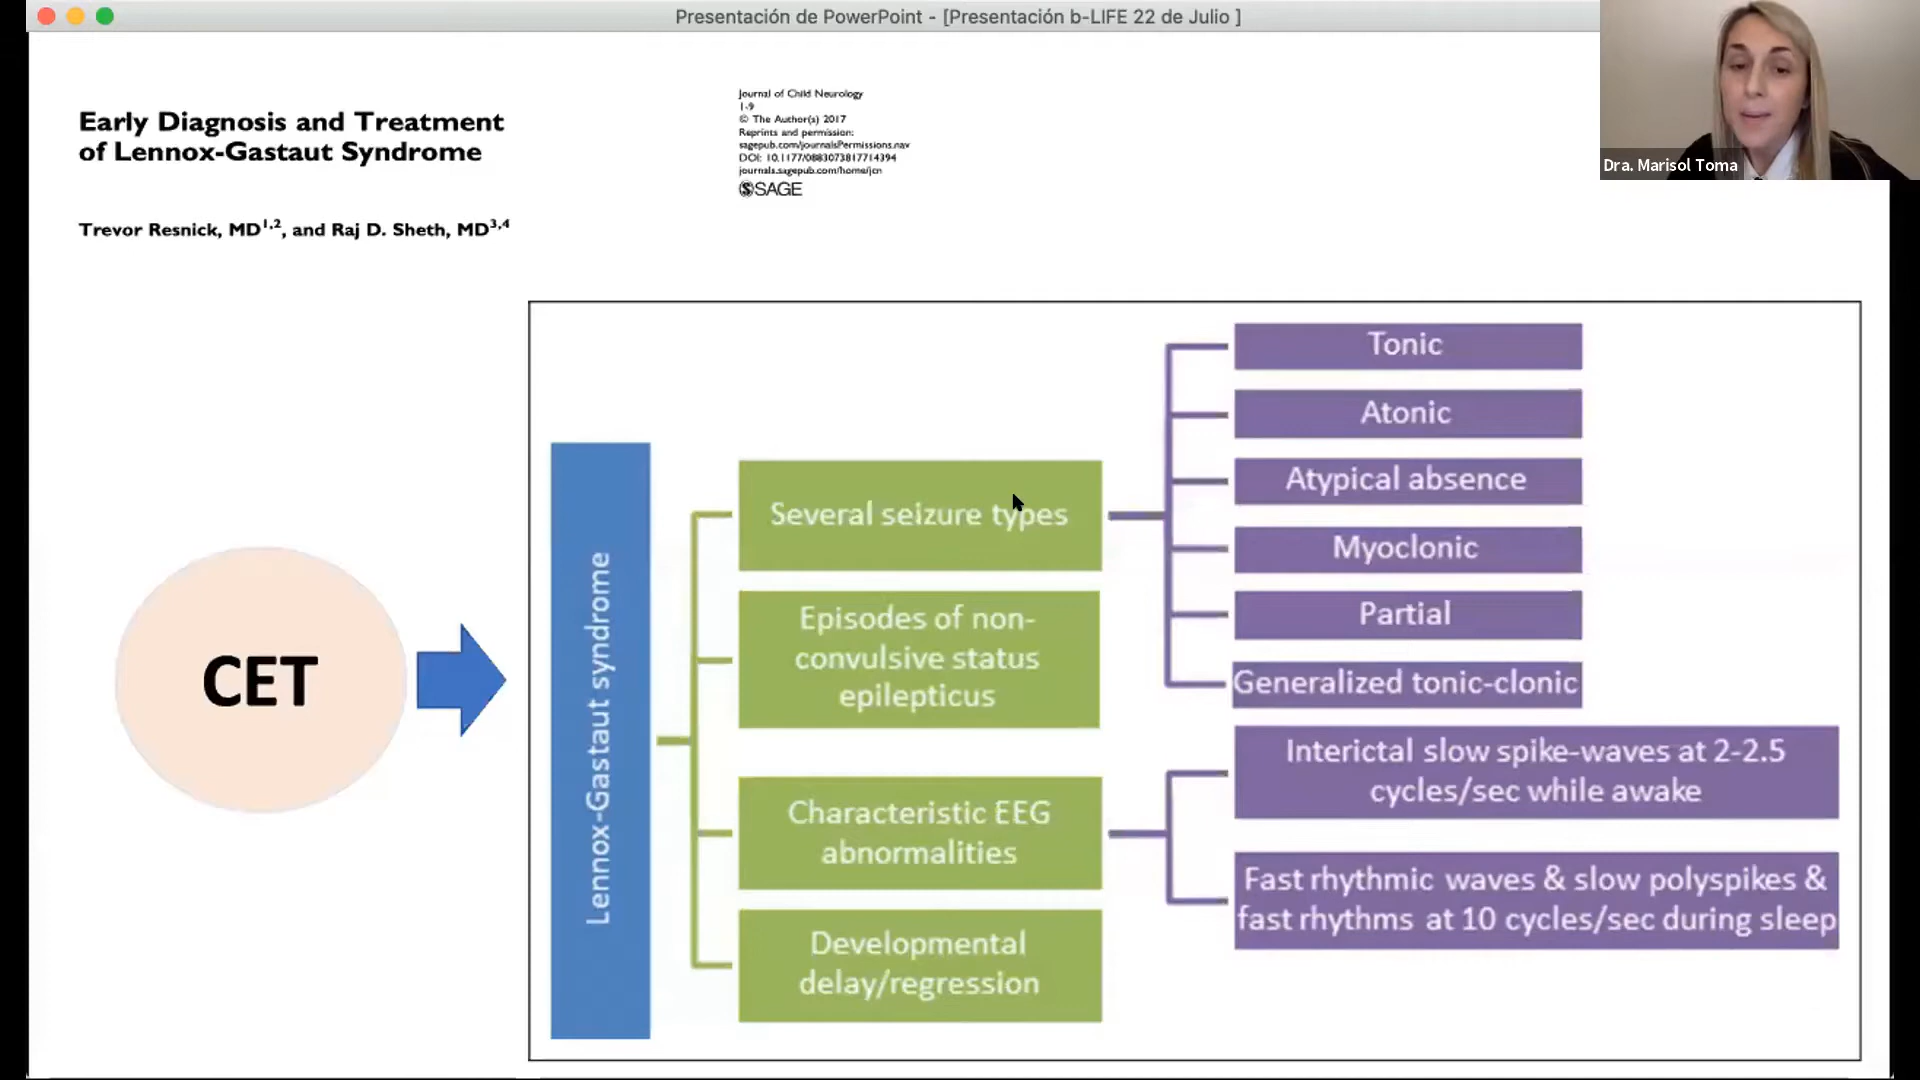 Presentación de PowerPoint - [Presentación b-LIFE 22 de Julio ]
Dra. Marisol Toma
Early Diagnosis and Treatment
of Lennox-Gastaut Syndrome
Trevor Resnick, MD1,2, and Raj D. Sheth, MD3,4
Journal of Child Neurology
1-9
© The Author(s) 2017
Reprints and permission:
sagepub.com/journalsPermissions.nav
DOI: 10.1177/0883073817714394
journals.sagepub.com/home/jcn
SAGE
CET
Lennox-Gastaut syndrome
Several seizure types
Episodes of non-
convulsive status
epilepticus
Characteristic EEG
abnormalities
Developmental
delay/regression
Tonic
Atonic
Atypical absence
Myoclonic
Partial
Generalized tonic-clonic
Interictal slow spike-waves at 2-2.5
cycles/sec while awake
Fast rhythmic waves & slow polyspikes &
fast rhythms at 10 cycles/sec during sleep